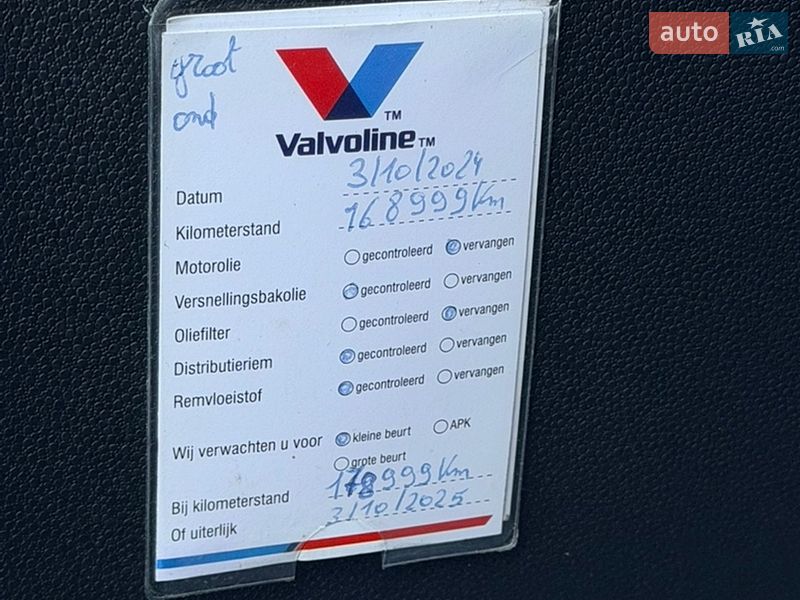 auto RIA .com
groot
ond
Valvoline™
™
Datum 3/10/2024
Kilometerstand 168999Km
Motorolie gecontroleerd vervangen
Versnellingsbakolie gecontroleerd vervangen
Oliefilter gecontroleerd vervangen
Distributieriem gecontroleerd vervangen
Remvloeistof gecontroleerd vervangen
Wij verwachten u voor kleine beurt APK
grote beurt
Bij kilometerstand 178999Km
Of uiterlijk 3/10/2025